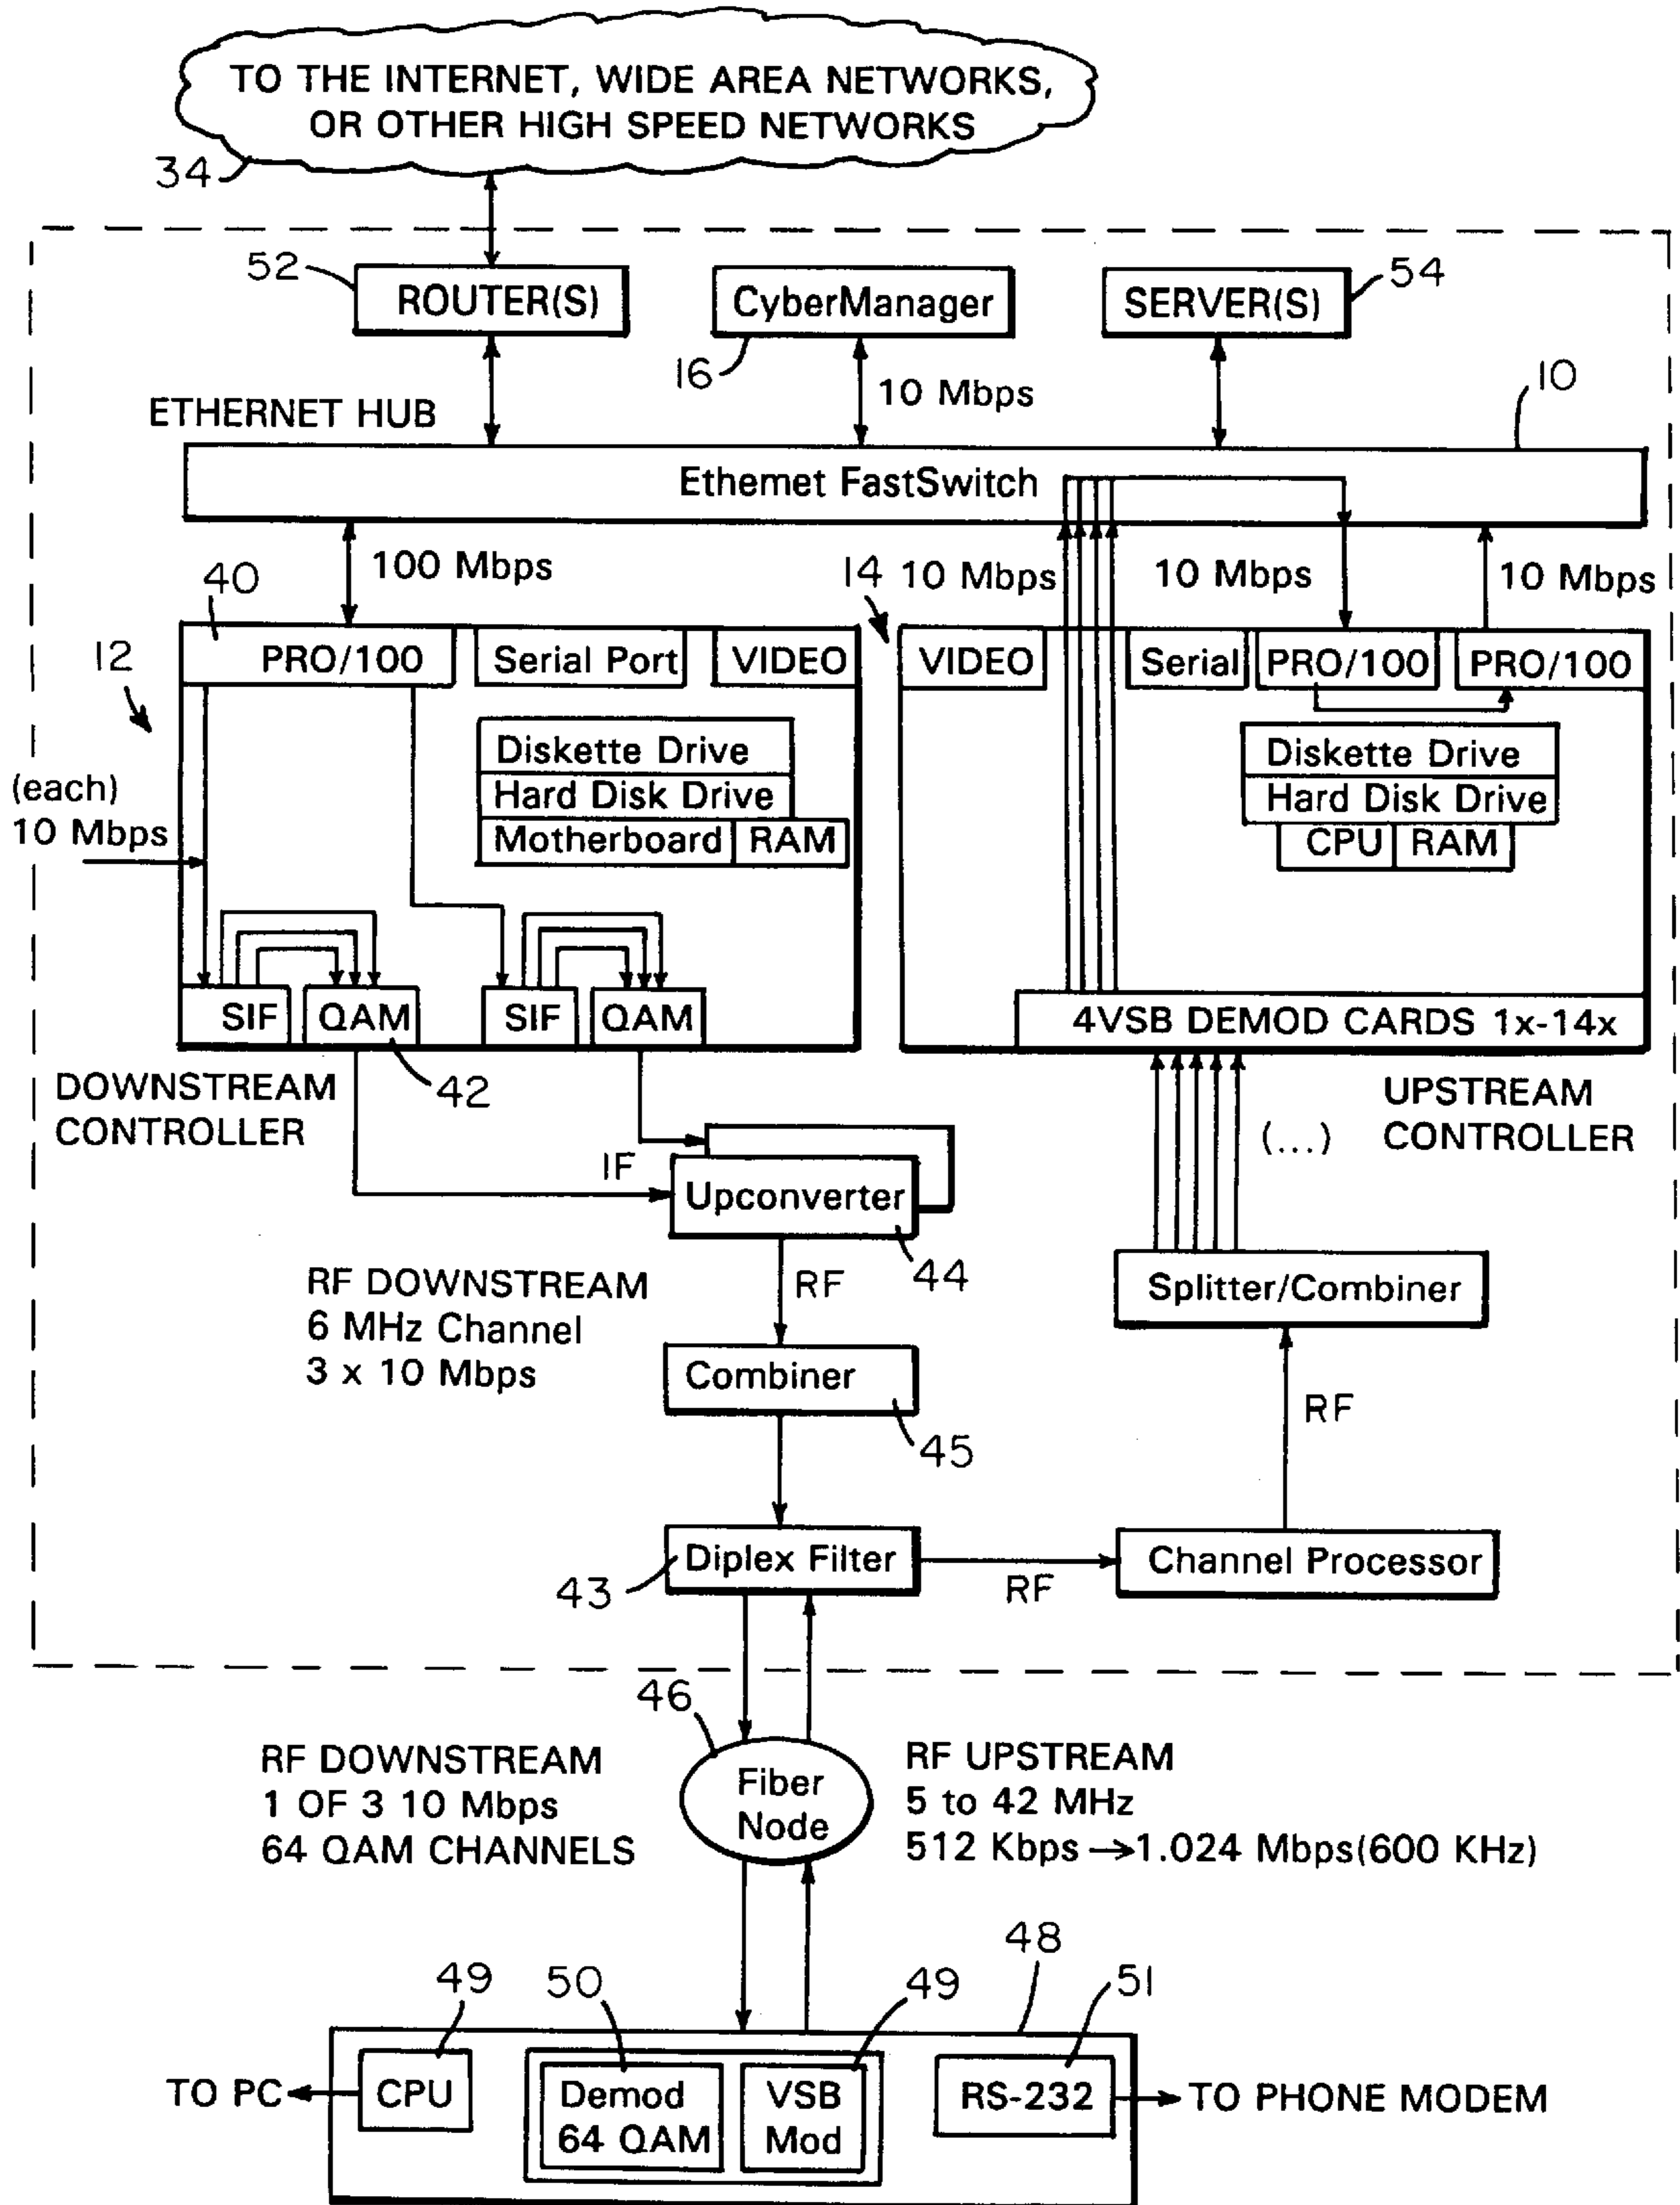 TO THE INTERNET, WIDE AREA NETWORKS,
OR OTHER HIGH SPEED NETWORKS
34
52
ROUTER(S)
CyberManager
16
SERVER(S)
54
10 Mbps
ETHERNET HUB
10
Ethemet FastSwitch
100 Mbps
14
10 Mbps
10 Mbps
10 Mbps
40
12
PRO/100
Serial Port
VIDEO
VIDEO
Serial
PRO/100
PRO/100
Diskette Drive
Hard Disk Drive
Motherboard
RAM
Diskette Drive
Hard Disk Drive
CPU
RAM
(each)
10 Mbps
SIF
QAM
SIF
QAM
4VSB DEMOD CARDS 1x-14x
DOWNSTREAM
CONTROLLER
42
UPSTREAM
CONTROLLER
(...)
IF
Upconverter
44
RF DOWNSTREAM
6 MHz Channel
3 x 10 Mbps
RF
Splitter/Combiner
Combiner
45
RF
Diplex Filter
43
RF
Channel Processor
46
RF DOWNSTREAM
1 OF 3 10 Mbps
64 QAM CHANNELS
Fiber
Node
RF UPSTREAM
5 to 42 MHz
512 Kbps →1.024 Mbps(600 KHz)
48
49
50
49
51
TO PC
CPU
Demod
64 QAM
VSB
Mod
RS-232
TO PHONE MODEM